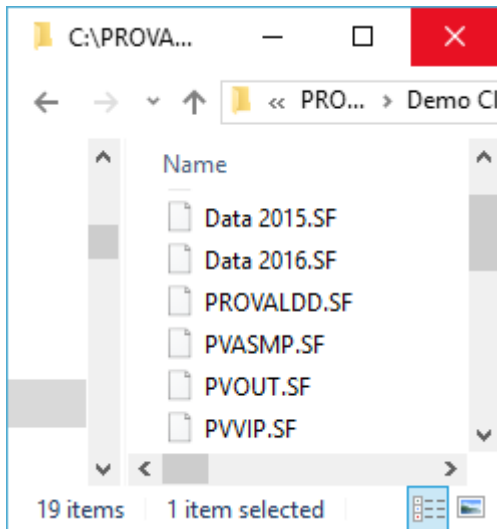 C:\PROVA...
« PRO... > Demo Cl
Name
Data 2015.SF
Data 2016.SF
PROVALDD.SF
PVASMP.SF
PVOUT.SF
PVVIP.SF
19 items 1 item selected